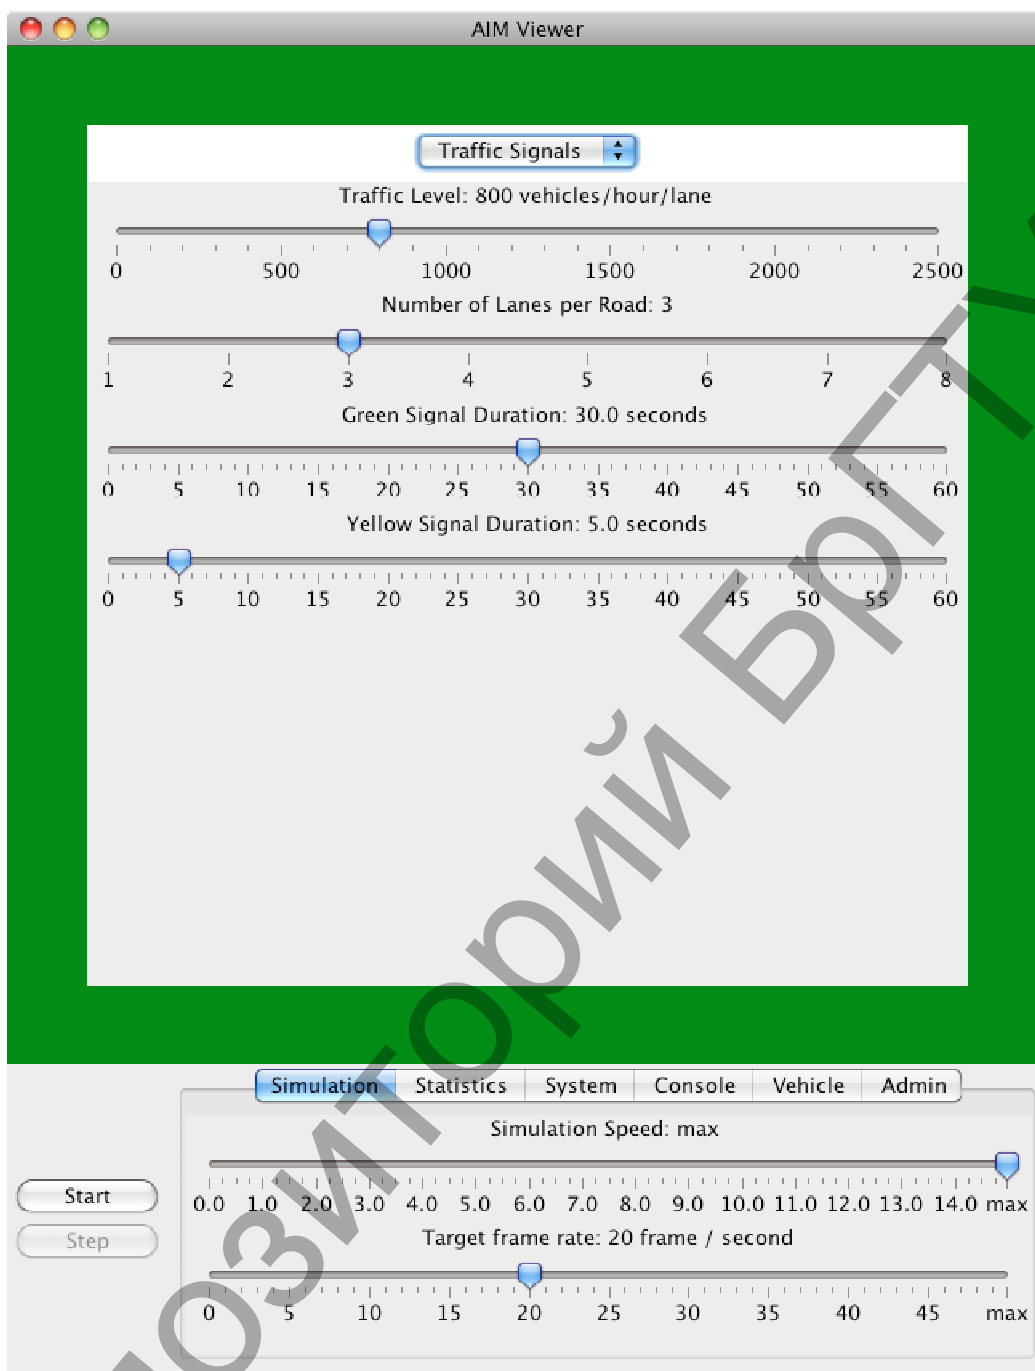 AIM Viewer
Traffic Signals
Traffic Level: 800 vehicles/hour/lane
0 500 1000 1500 2000 2500
Number of Lanes per Road: 3
1 2 3 4 5 6 7 8
Green Signal Duration: 30.0 seconds
0 5 10 15 20 25 30 35 40 45 50 55 60
Yellow Signal Duration: 5.0 seconds
0 5 10 15 20 25 30 35 40 45 50 55 60
Simulation Statistics System Console Vehicle Admin
Simulation Speed: max
0.0 1.0 2.0 3.0 4.0 5.0 6.0 7.0 8.0 9.0 10.0 11.0 12.0 13.0 14.0 max
Start
Step
Target frame rate: 20 frame / second
0 5 10 15 20 25 30 35 40 45 max